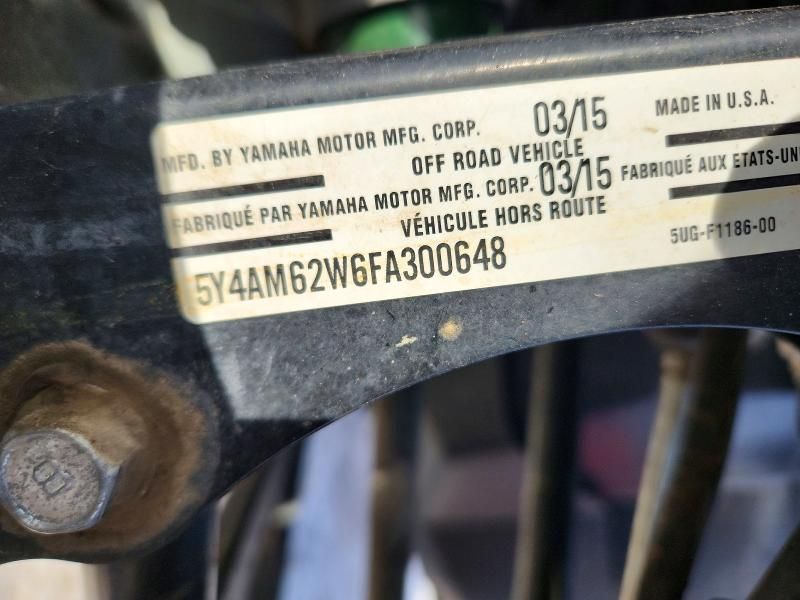 MFD. BY YAMAHA MOTOR MFG. CORP. 03/15 MADE IN U.S.A.
OFF ROAD VEHICLE
FABRIQUÉ PAR YAMAHA MOTOR MFG. CORP. 03/15 FABRIQUÉ AUX ETATS-UNI
VÉHICULE HORS ROUTE
5UG-F1186-00
5Y4AM62W6FA300648
8